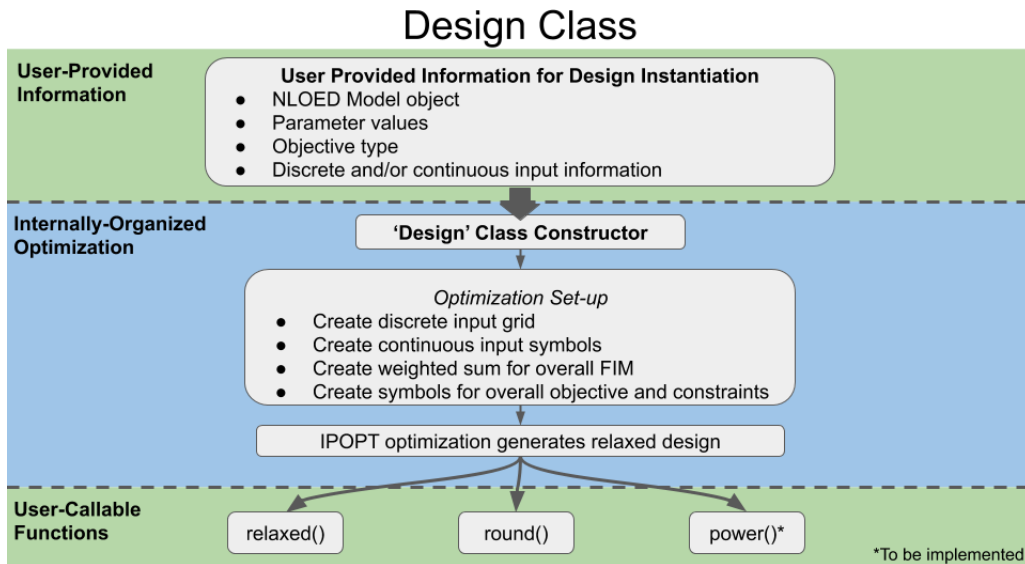 Design Class
User-Provided
Information
User Provided Information for Design Instantiation
● NLOED Model object
● Parameter values
● Objective type
● Discrete and/or continuous input information
Internally-Organized
Optimization
‘Design’ Class Constructor
Optimization Set-up
● Create discrete input grid
● Create continuous input symbols
● Create weighted sum for overall FIM
● Create symbols for overall objective and constraints
IPOPT optimization generates relaxed design
User-Callable
Functions
relaxed()
round()
power()*
*To be implemented